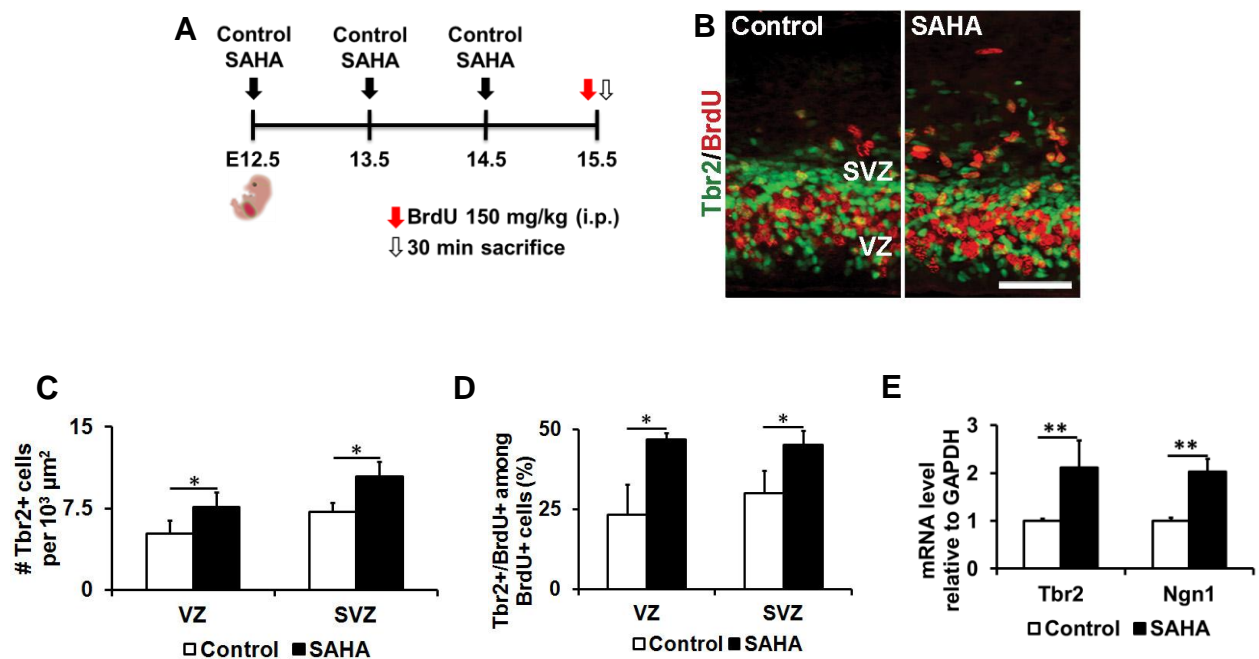 A
Control Control Control
SAHA SAHA SAHA
E12.5 13.5 14.5 15.5
BrdU 150 mg/kg (i.p.)
30 min sacrifice
B
Control SAHA
Tbr2/BrdU
SVZ
VZ
C
# Tbr2+ cells
per 10³ µm²
15
7.5
0
* *
VZ SVZ
Control SAHA
D
Tbr2+/BrdU+ among
BrdU+ cells (%)
50
25
0
* *
VZ SVZ
Control SAHA
E
mRNA level
relative to GAPDH
3
2
1
0
** **
Tbr2 Ngn1
Control SAHA